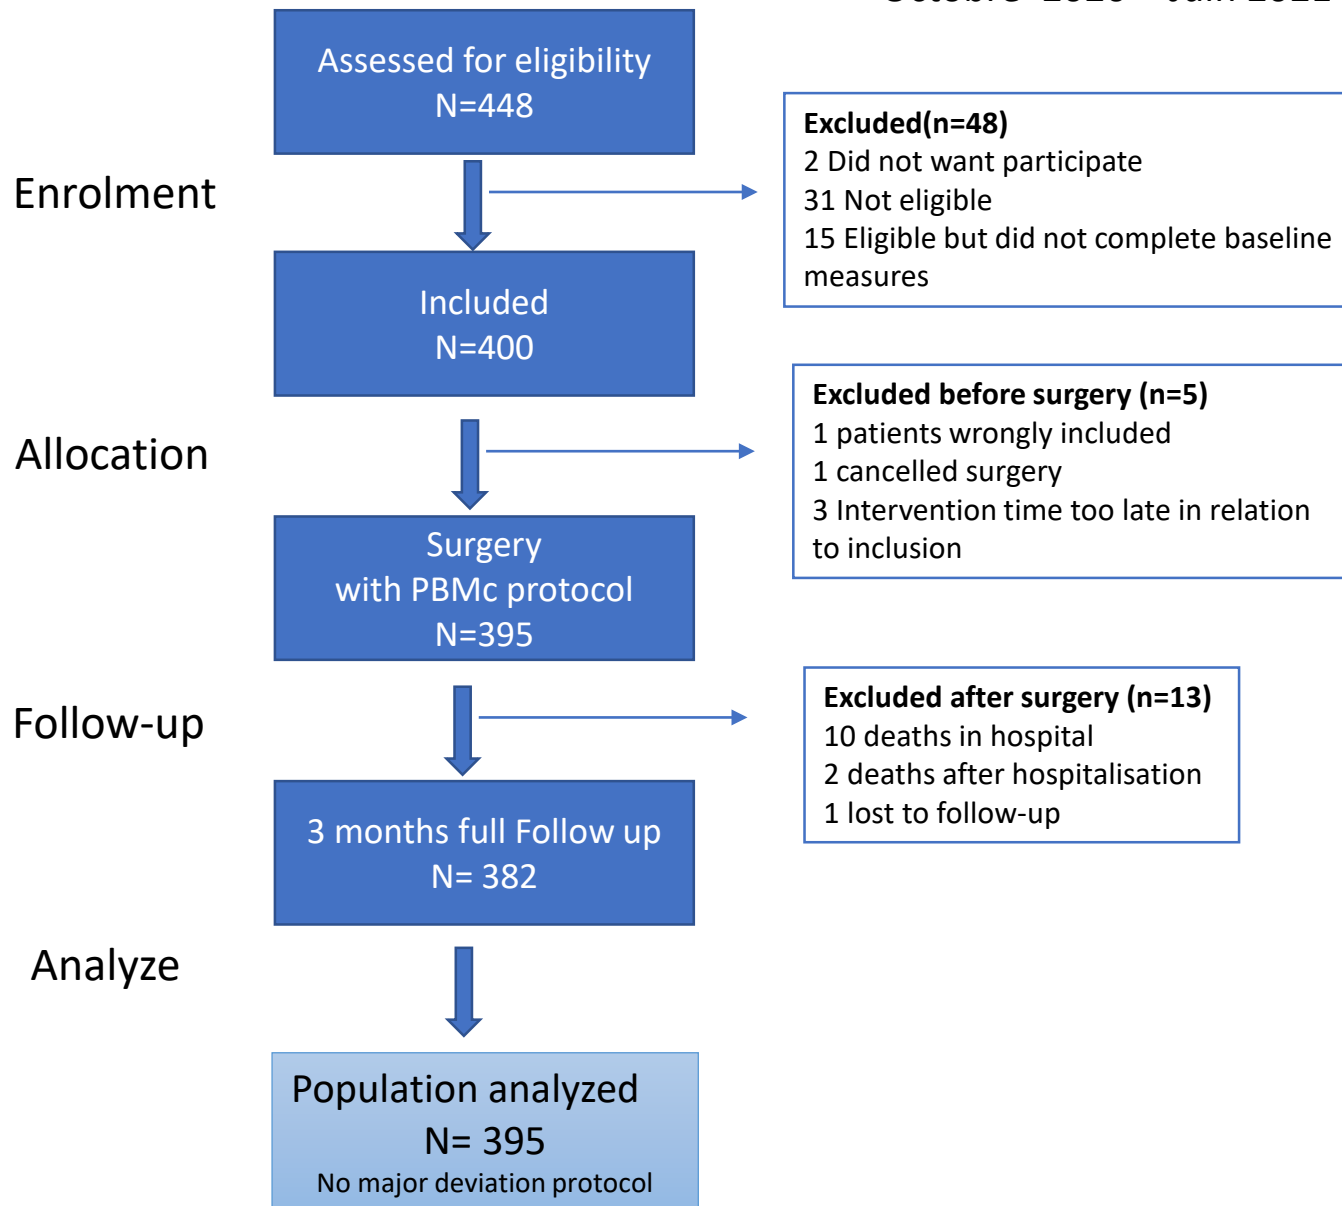 Assessed for eligibility
N=448
Enrolment
Excluded(n=48)
2 Did not want participate
31 Not eligible
15 Eligible but did not complete baseline
measures
Included
N=400
Allocation
Excluded before surgery (n=5)
1 patients wrongly included
1 cancelled surgery
3 Intervention time too late in relation
to inclusion
Surgery
with PBMc protocol
N=395
Follow-up
Excluded after surgery (n=13)
10 deaths in hospital
2 deaths after hospitalisation
1 lost to follow-up
3 months full Follow up
N= 382
Analyze
Population analyzed
N= 395
No major deviation protocol